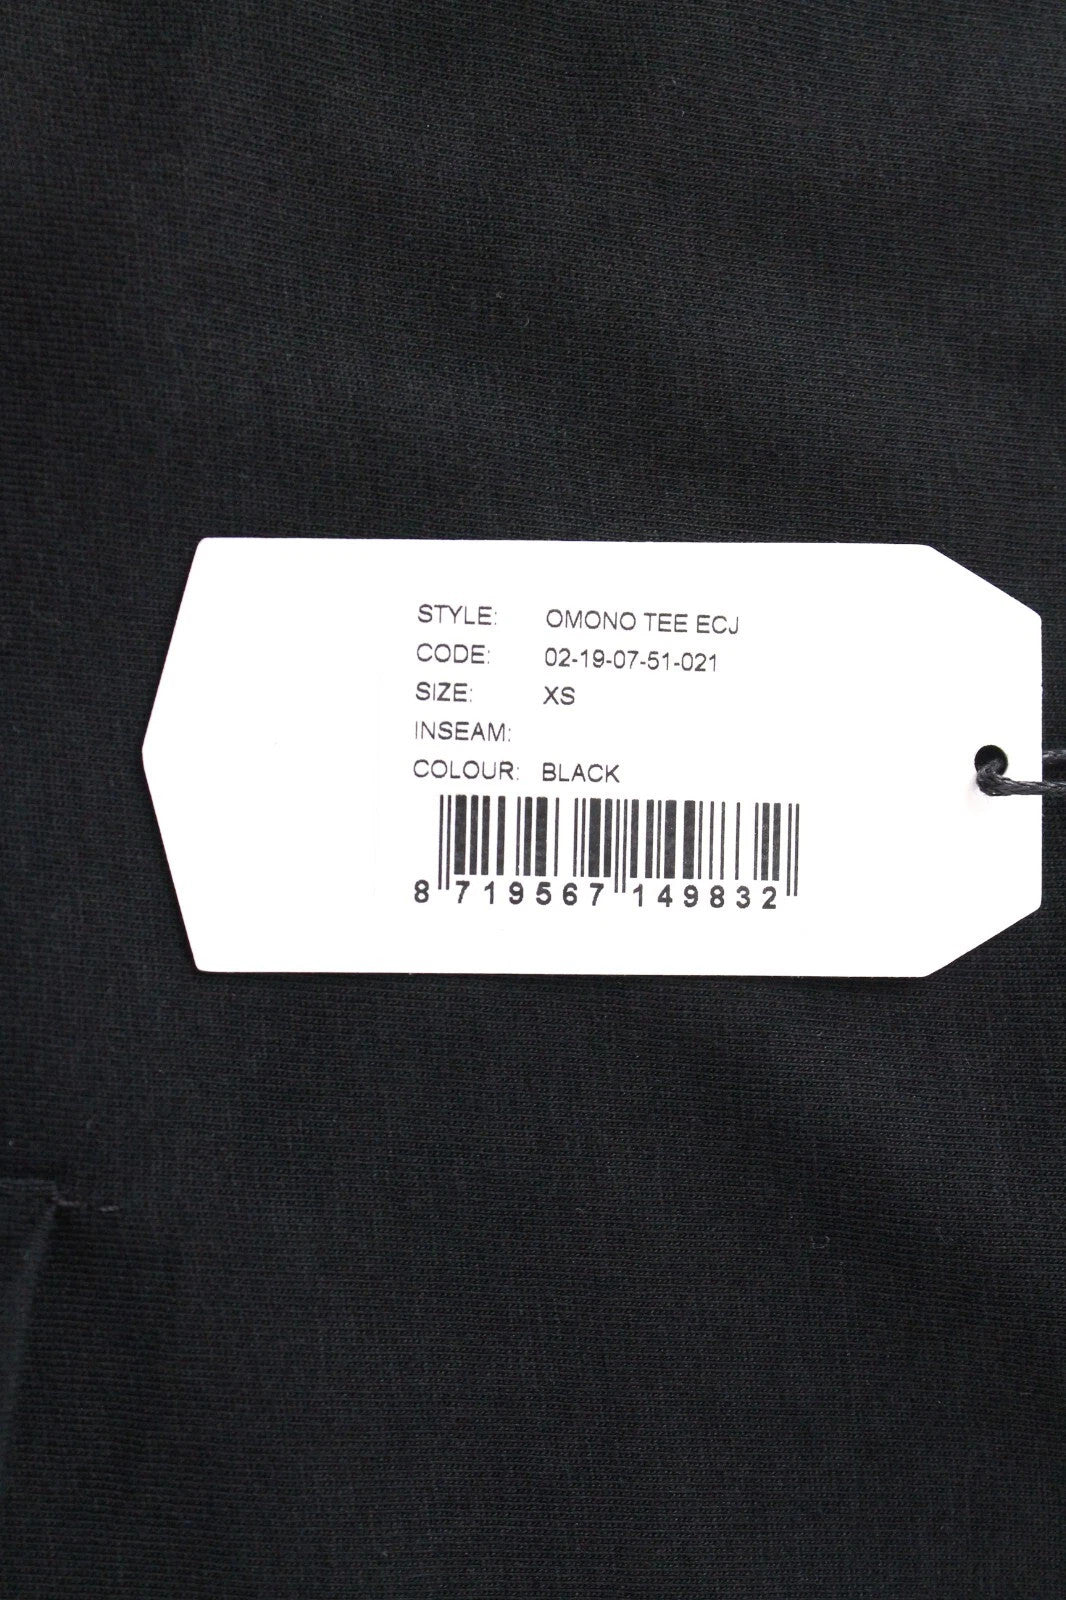 STYLE: OMONO TEE ECJ
CODE: 02-19-07-51-021
SIZE: XS
INSEAM:
COLOUR: BLACK
8 719567 149832